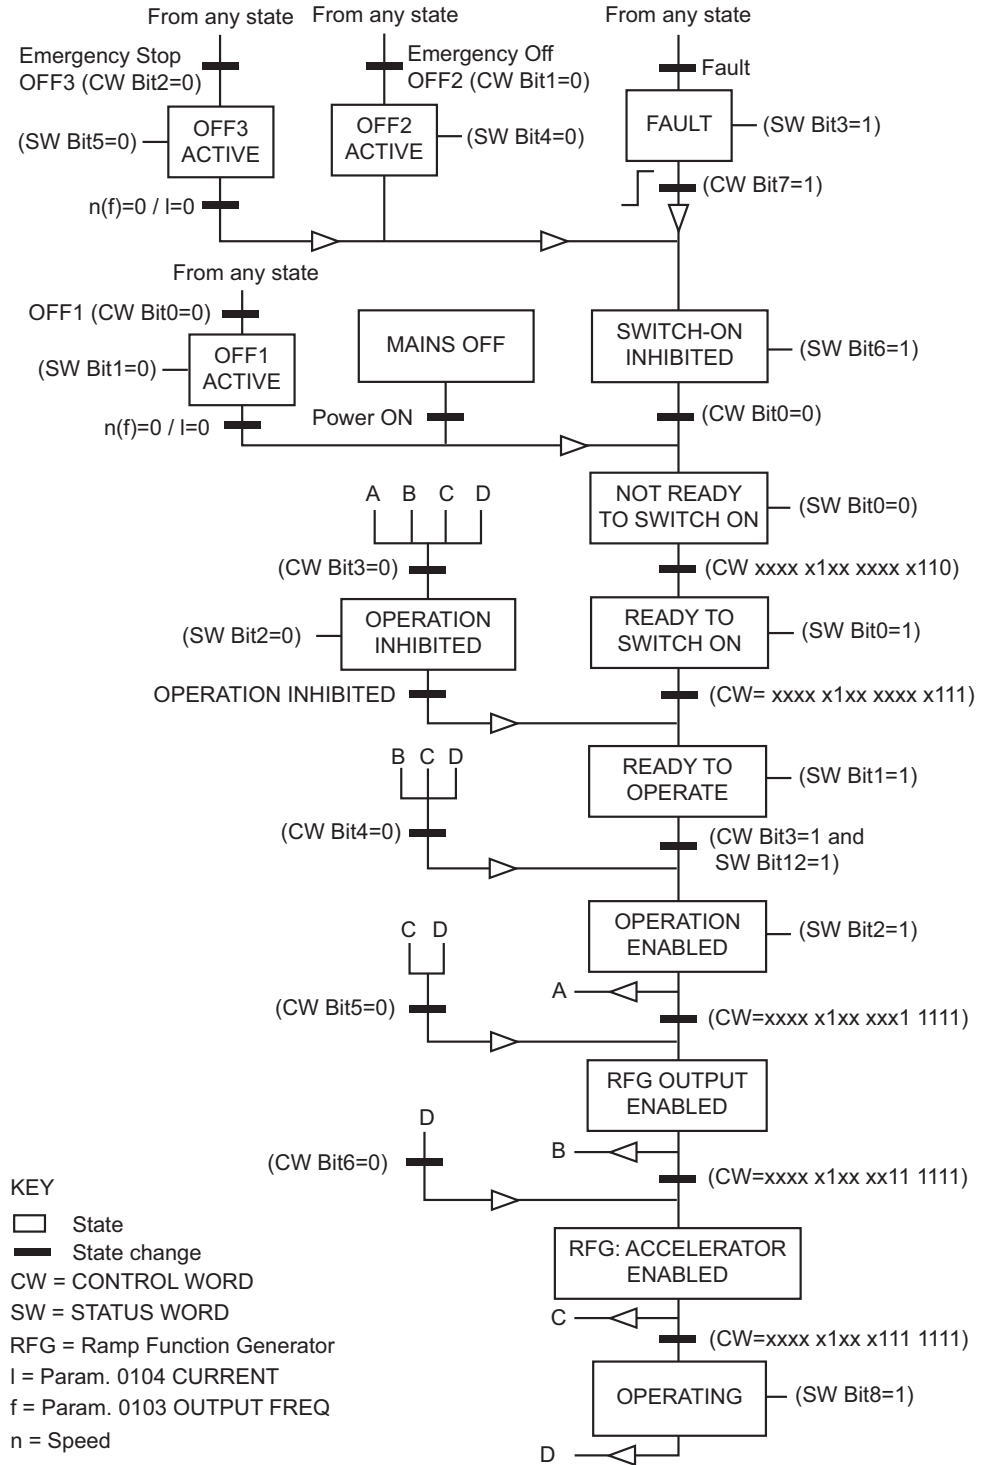 From any state
From any state
From any state
Emergency Stop
OFF3 (CW Bit2=0)
Emergency Off
OFF2 (CW Bit1=0)
Fault
OFF3
ACTIVE
(SW Bit5=0)
OFF2
ACTIVE
(SW Bit4=0)
FAULT
(SW Bit3=1)
n(f)=0 / I=0
(CW Bit7=1)
From any state
OFF1 (CW Bit0=0)
OFF1
ACTIVE
(SW Bit1=0)
MAINS OFF
SWITCH-ON
INHIBITED
(SW Bit6=1)
n(f)=0 / I=0
Power ON
(CW Bit0=0)
A B C D
NOT READY
TO SWITCH ON
(SW Bit0=0)
(CW Bit3=0)
(CW xxxx x1xx xxxx x110)
OPERATION
INHIBITED
(SW Bit2=0)
READY TO
SWITCH ON
(SW Bit0=1)
OPERATION INHIBITED
(CW= xxxx x1xx xxxx x111)
B C D
READY TO
OPERATE
(SW Bit1=1)
(CW Bit4=0)
(CW Bit3=1 and
SW Bit12=1)
C D
OPERATION
ENABLED
(SW Bit2=1)
A
(CW Bit5=0)
(CW=xxxx x1xx xxx1 1111)
RFG OUTPUT
ENABLED
D
B
(CW Bit6=0)
(CW=xxxx x1xx xx11 1111)
RFG: ACCELERATOR
ENABLED
C
(CW=xxxx x1xx x111 1111)
OPERATING
(SW Bit8=1)
D
KEY
State
State change
CW = CONTROL WORD
SW = STATUS WORD
RFG = Ramp Function Generator
I = Param. 0104 CURRENT
f = Param. 0103 OUTPUT FREQ
n = Speed